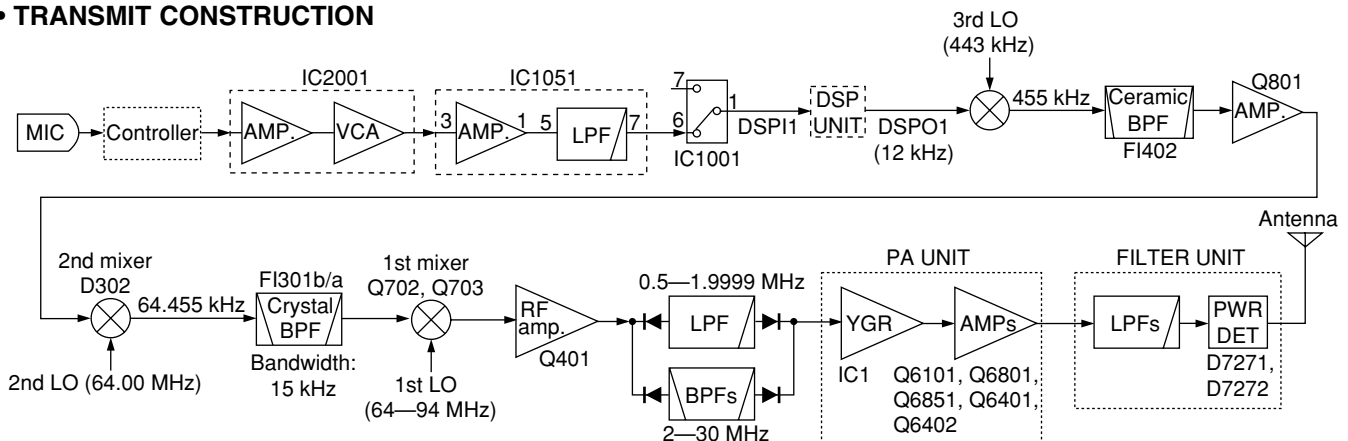 • TRANSMIT CONSTRUCTION
3rd LO
(443 kHz)
IC2001
IC1051
7
Q801
MIC
Controller
AMP.
VCA
3
AMP.
1
5
LPF
7
6
1
IC1001
DSPI1
DSP
UNIT
DSPO1
(12 kHz)
455 kHz
Ceramic
BPF
FI402
AMP.
Antenna
2nd mixer
D302
64.455 kHz
2nd LO (64.00 MHz)
FI301b/a
Crystal
BPF
Bandwidth:
15 kHz
1st mixer
Q702, Q703
1st LO
(64—94 MHz)
RF
amp.
Q401
0.5—1.9999 MHz
LPF
BPFs
2—30 MHz
PA UNIT
YGR
IC1
AMPs
Q6101, Q6801,
Q6851, Q6401,
Q6402
FILTER UNIT
LPFs
PWR
DET
D7271,
D7272